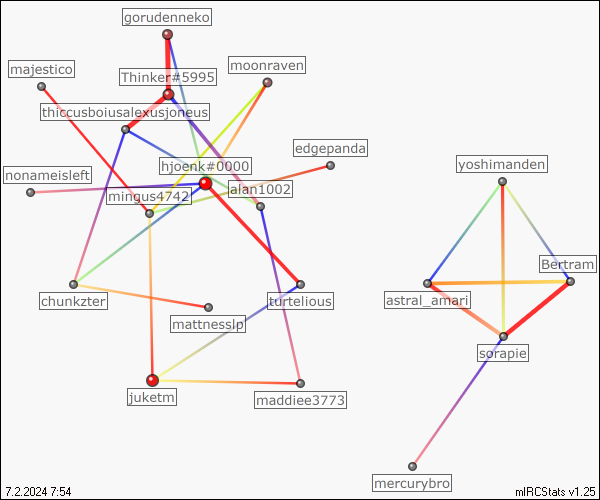 gorudenneko
majestico
Thinker#5995
moonraven
thiccusboiusalexusjoneus
edgepanda
hjoenk#0000
yoshimanden
nonameisleft
alan1002
mingus4742
Bertram
chunkzter
turtelious
astral_amari
mattnesslp
sorapie
juketm
maddiee3773
mercurybro
7.2.2024 7:54
mIRCStats v1.25